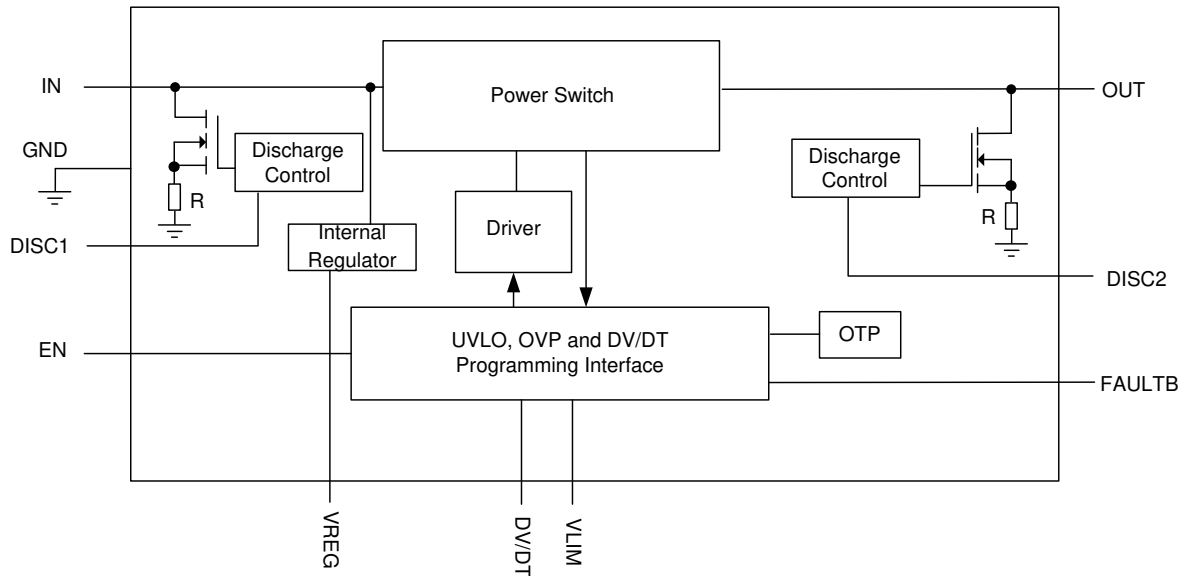 IN
Power Switch
OUT
GND
Discharge
Control
Discharge
Control
R
R
DISC1
Internal
Regulator
Driver
DISC2
EN
UVLO, OVP and DV/DT
Programming Interface
OTP
FAULTB
VREG
DV/DT
VLIM